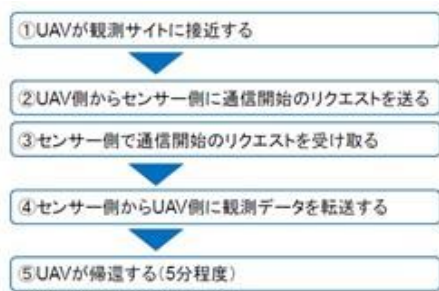 ①UAVが観測サイトに接近する
②UAV側からセンサー側に通信開始のリクエストを送る
③センサー側で通信開始のリクエストを受け取る
④センサー側からUAV側に観測データを転送する
⑤UAVが帰還する(5分程度)